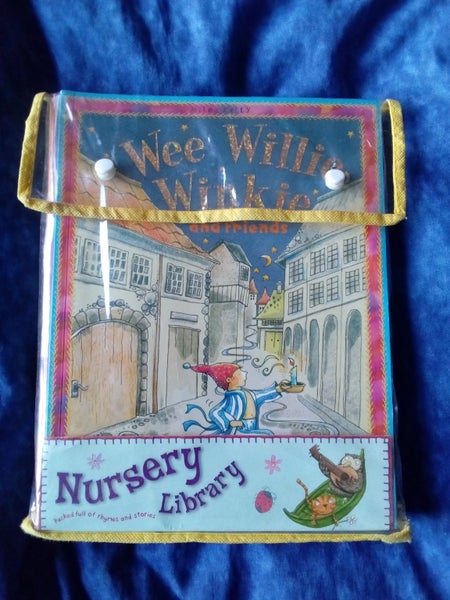 Wee Willie
Winkie
and friends
Nursery
Library
packed full of rhymes and stories